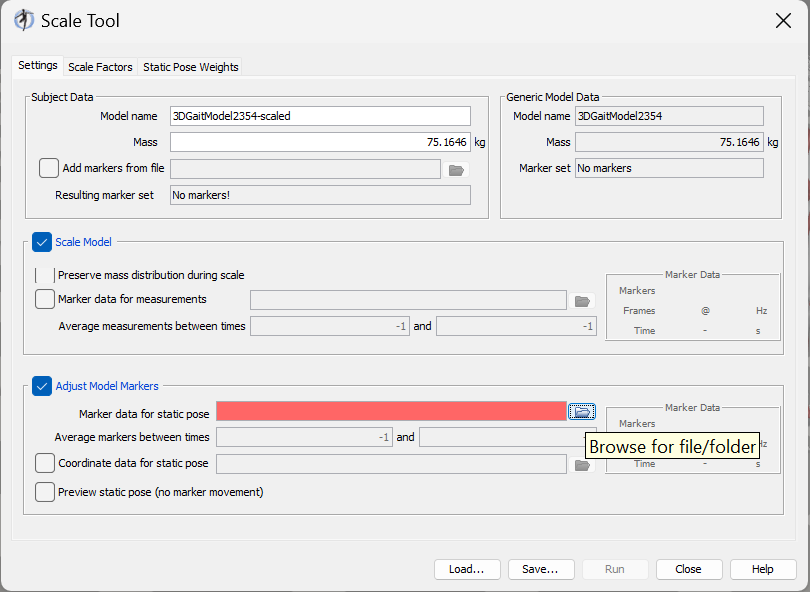 Scale Tool
Settings Scale Factors Static Pose Weights
Subject Data
Model name 3DGaitModel2354-scaled
Mass 75.1646 kg
Add markers from file
Resulting marker set No markers!
Generic Model Data
Model name 3DGaitModel2354
Mass 75.1646 kg
Marker set No markers
Scale Model
Preserve mass distribution during scale
Marker data for measurements
Average measurements between times -1 and -1
Marker Data
Markers
Frames @ Hz
Time - s
Adjust Model Markers
Marker data for static pose
Average markers between times -1 and
Coordinate data for static pose
Preview static pose (no marker movement)
Marker Data
Markers
Browse for file/folder
Time - s
Load... Save... Run Close Help